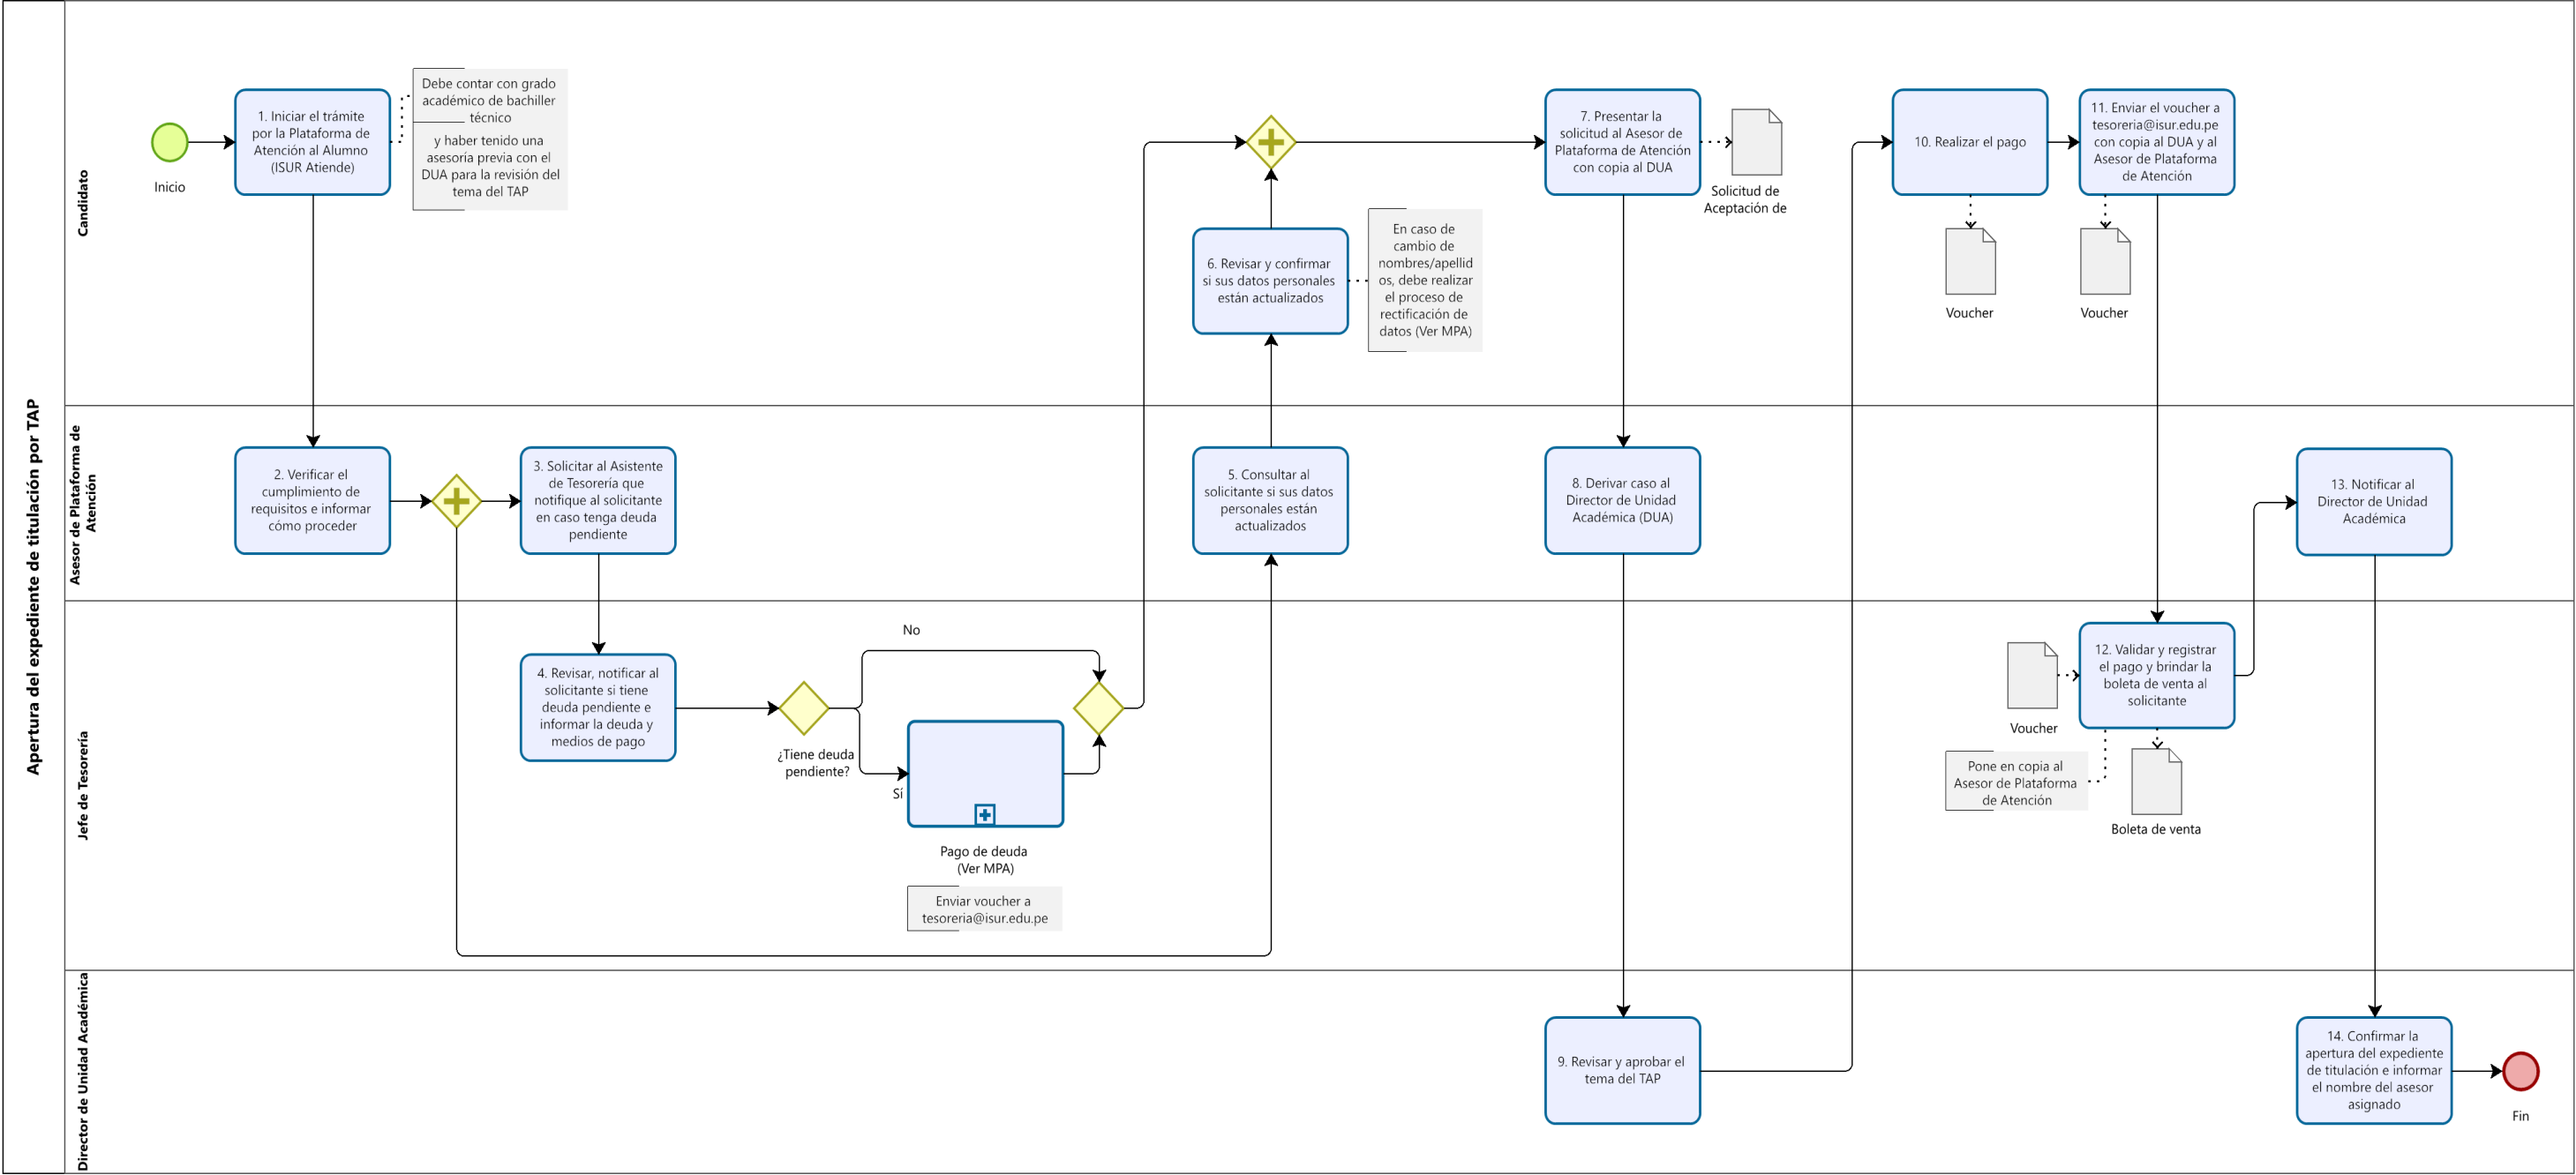 Apertura del expediente de titulación por TAP
Candidato
Inicio
1. Iniciar el trámite
por la Plataforma de
Atención al Alumno
(ISUR Atiende)
Debe contar con grado
académico de bachiller
técnico
y haber tenido una
asesoría previa con el
DUA para la revisión del
tema del TAP
6. Revisar y confirmar
si sus datos personales
están actualizados
En caso de
cambio de
nombres/apellid
os, debe realizar
el proceso de
rectificación de
datos (Ver MPA)
7. Presentar la
solicitud al Asesor de
Plataforma de Atención
con copia al DUA
Solicitud de
Aceptación de
10. Realizar el pago
Voucher
11. Enviar el voucher a
tesoreria@isur.edu.pe
con copia al DUA y al
Asesor de Plataforma
de Atención
Voucher
Asesor de Plataforma de
Atención
2. Verificar el
cumplimiento de
requisitos e informar
cómo proceder
3. Solicitar al Asistente
de Tesorería que
notifique al solicitante
en caso tenga deuda
pendiente
5. Consultar al
solicitante si sus datos
personales están
actualizados
8. Derivar caso al
Director de Unidad
Académica (DUA)
13. Notificar al
Director de Unidad
Académica
Jefe de Tesorería
4. Revisar, notificar al
solicitante si tiene
deuda pendiente e
informar la deuda y
medios de pago
¿Tiene deuda
pendiente?
No
Sí
Pago de deuda
(Ver MPA)
Enviar voucher a
tesoreria@isur.edu.pe
Voucher
12. Validar y registrar
el pago y brindar la
boleta de venta al
solicitante
Pone en copia al
Asesor de Plataforma
de Atención
Boleta de venta
Director de Unidad Académica
9. Revisar y aprobar el
tema del TAP
14. Confirmar la
apertura del expediente
de titulación e informar
el nombre del asesor
asignado
Fin